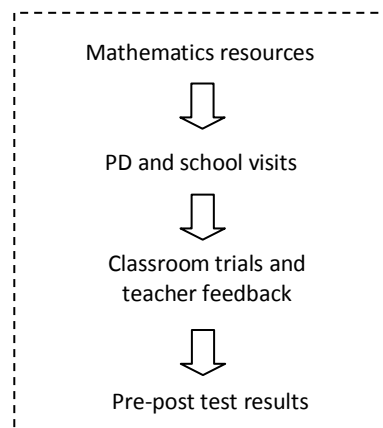 Mathematics resources
PD and school visits
Classroom trials and
teacher feedback
Pre-post test results